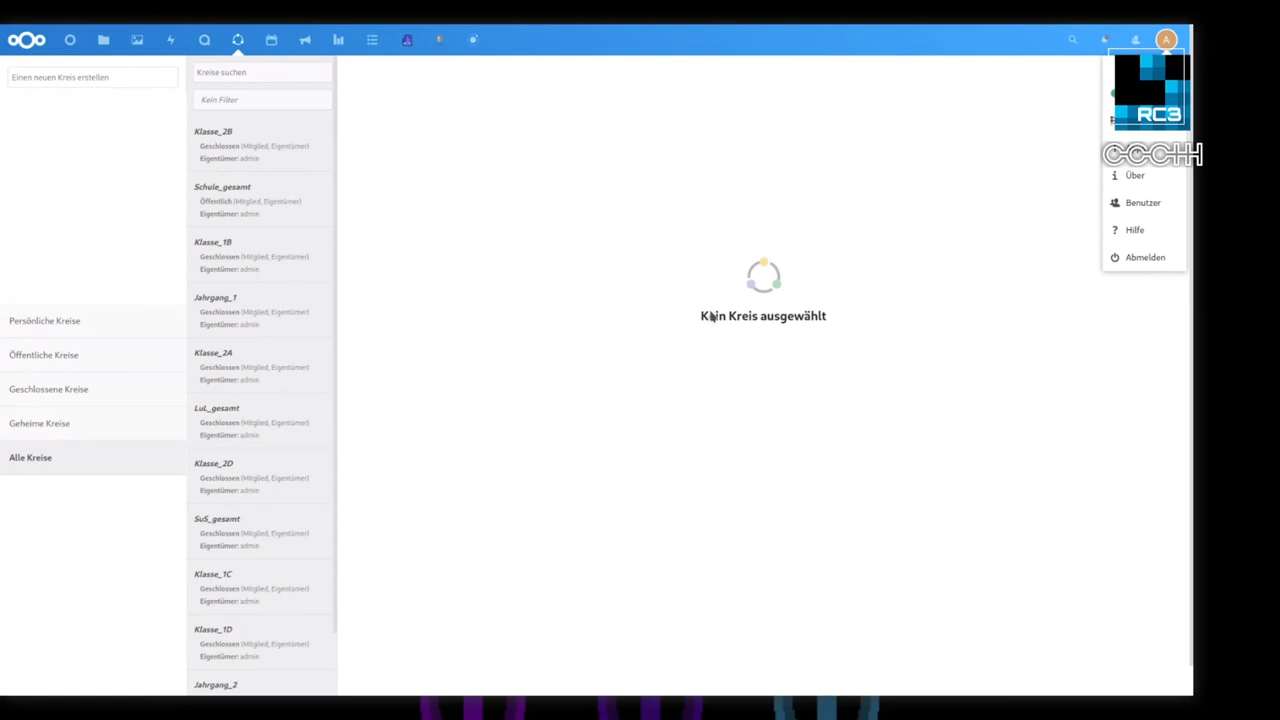 A
Einen neuen Kreis erstellen
Persönliche Kreise
Öffentliche Kreise
Geschlossene Kreise
Geheime Kreise
Alle Kreise
Kreise suchen
Kein Filter
Klasse_2B
Geschlossen (Mitglied, Eigentümer)
Eigentümer: admin
Schule_gesamt
Öffentlich (Mitglied, Eigentümer)
Eigentümer: admin
Klasse_1B
Geschlossen (Mitglied, Eigentümer)
Eigentümer: admin
Jahrgang_1
Geschlossen (Mitglied, Eigentümer)
Eigentümer: admin
Klasse_2A
Geschlossen (Mitglied, Eigentümer)
Eigentümer: admin
LuL_gesamt
Geschlossen (Mitglied, Eigentümer)
Eigentümer: admin
Klasse_2D
Geschlossen (Mitglied, Eigentümer)
Eigentümer: admin
SuS_gesamt
Geschlossen (Mitglied, Eigentümer)
Eigentümer: admin
Klasse_1C
Geschlossen (Mitglied, Eigentümer)
Eigentümer: admin
Klasse_1D
Geschlossen (Mitglied, Eigentümer)
Eigentümer: admin
Jahrgang_2
Kein Kreis ausgewählt
RC3
CCCHH
Über
Benutzer
Hilfe
Abmelden